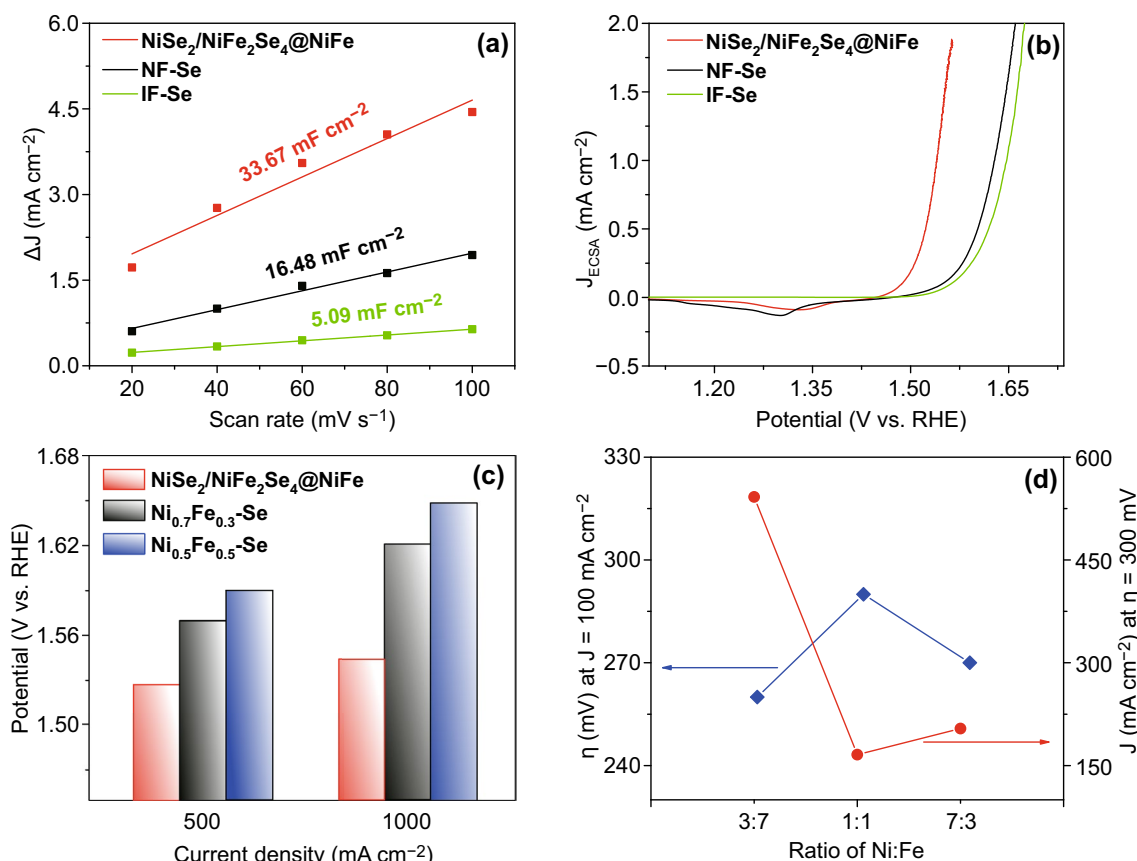 (a)
NiSe₂/NiFe₂Se₄@NiFe
NF-Se
IF-Se
33.67 mF cm⁻²
16.48 mF cm⁻²
5.09 mF cm⁻²
6.0
4.5
3.0
1.5
0.0
ΔJ (mA cm⁻²)
20 40 60 80 100
Scan rate (mV s⁻¹)
(b)
NiSe₂/NiFe₂Se₄@NiFe
NF-Se
IF-Se
2.0
1.5
1.0
0.5
0.0
−0.5
J_ECSA (mA cm⁻²)
1.20 1.35 1.50 1.65
Potential (V vs. RHE)
(c)
NiSe₂/NiFe₂Se₄@NiFe
Ni₀.₇Fe₀.₃-Se
Ni₀.₅Fe₀.₅-Se
1.68
1.62
1.56
1.50
Potential (V vs. RHE)
500 1000
Current density (mA cm⁻²)
(d)
330
300
270
240
η (mV) at J = 100 mA cm⁻²
600
450
300
150
J (mA cm⁻²) at η = 300 mV
3:7 1:1 7:3
Ratio of Ni:Fe